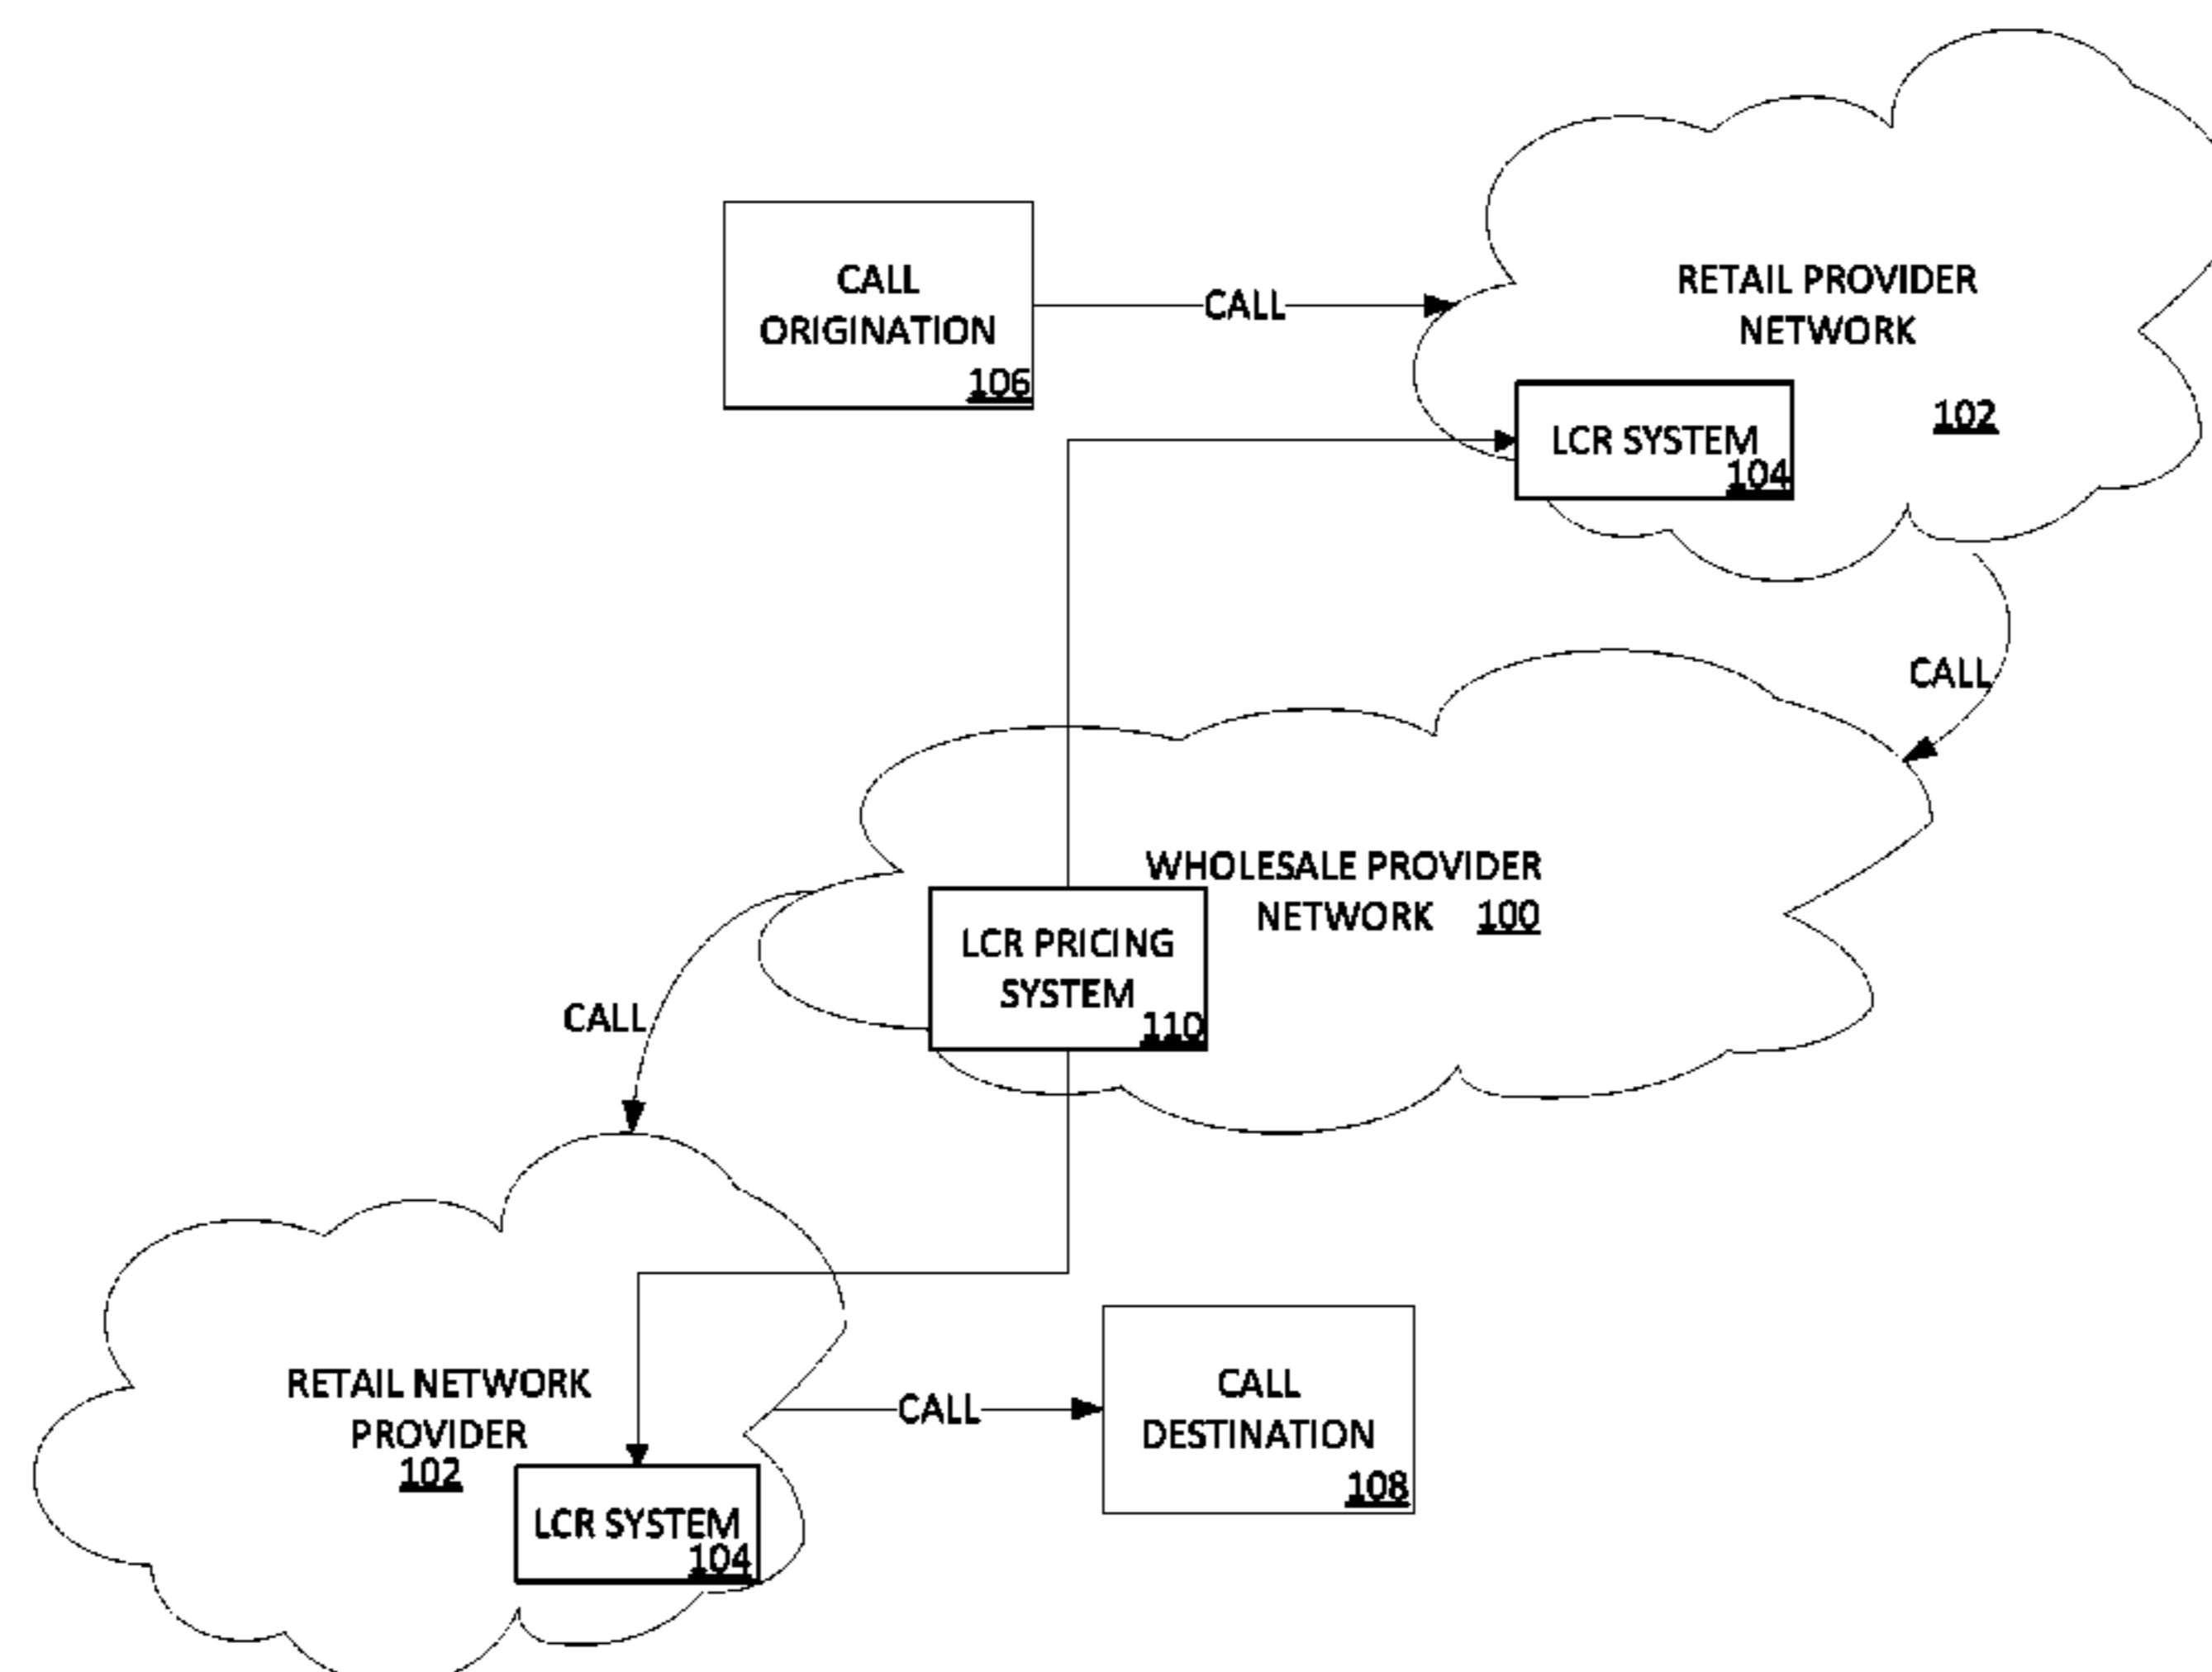 CALL
ORIGINATION
106
CALL
RETAIL PROVIDER
NETWORK
102
LCR SYSTEM
104
CALL
WHOLESALE PROVIDER
NETWORK 100
LCR PRICING
SYSTEM
110
CALL
RETAIL NETWORK
PROVIDER
102
LCR SYSTEM
104
CALL
CALL
DESTINATION
108